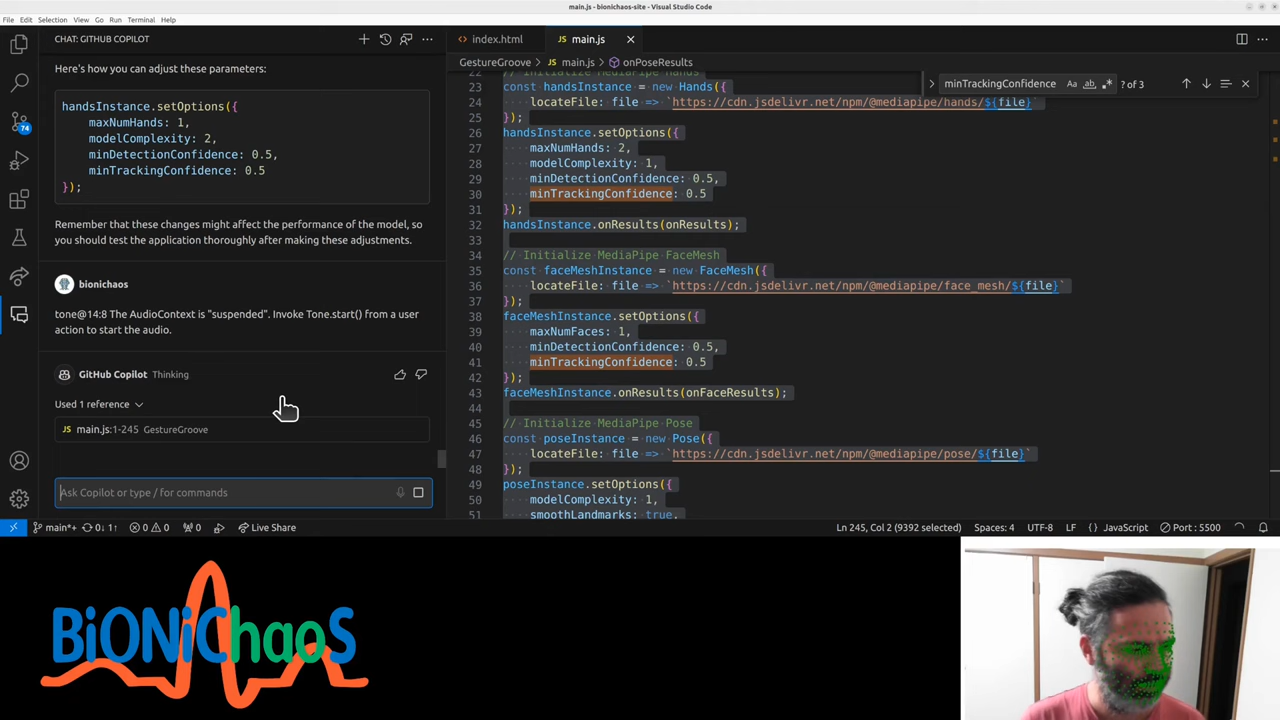 main.js - bionichaos-site - Visual Studio Code
File Edit Selection View Go Run Terminal Help
CHAT: GITHUB COPILOT
Here's how you can adjust these parameters:
handsInstance.setOptions({
maxNumHands: 1,
modelComplexity: 2,
minDetectionConfidence: 0.5,
minTrackingConfidence: 0.5
});
Remember that these changes might affect the performance of the model, so
you should test the application thoroughly after making these adjustments.
bionichaos
tone@14:8 The AudioContext is "suspended". Invoke Tone.start() from a user
action to start the audio.
GitHub Copilot Thinking
Used 1 reference
JS main.js:1-245 GestureGroove
Ask Copilot or type / for commands
74
index.html
JS main.js
GestureGroove > JS main.js > onPoseResults
minTrackingConfidence Aa ab .* ? of 3
22 // Initialize MediaPipe Hands
23 const handsInstance = new Hands({
24 locateFile: file => `https://cdn.jsdelivr.net/npm/@mediapipe/hands/${file}`
25 });
26 handsInstance.setOptions({
27 maxNumHands: 2,
28 modelComplexity: 1,
29 minDetectionConfidence: 0.5,
30 minTrackingConfidence: 0.5
31 });
32 handsInstance.onResults(onResults);
33
34 // Initialize MediaPipe FaceMesh
35 const faceMeshInstance = new FaceMesh({
36 locateFile: file => `https://cdn.jsdelivr.net/npm/@mediapipe/face_mesh/${file}`
37 });
38 faceMeshInstance.setOptions({
39 maxNumFaces: 1,
40 minDetectionConfidence: 0.5,
41 minTrackingConfidence: 0.5
42 });
43 faceMeshInstance.onResults(onFaceResults);
44
45 // Initialize MediaPipe Pose
46 const poseInstance = new Pose({
47 locateFile: file => `https://cdn.jsdelivr.net/npm/@mediapipe/pose/${file}`
48 });
49 poseInstance.setOptions({
50 modelComplexity: 1,
51 smoothLandmarks: true,
main*+ 0↓ 1↑ 0 0 0 Live Share Ln 245, Col 2 (9392 selected) Spaces: 4 UTF-8 LF JavaScript Port : 5500
BiONiChaoS